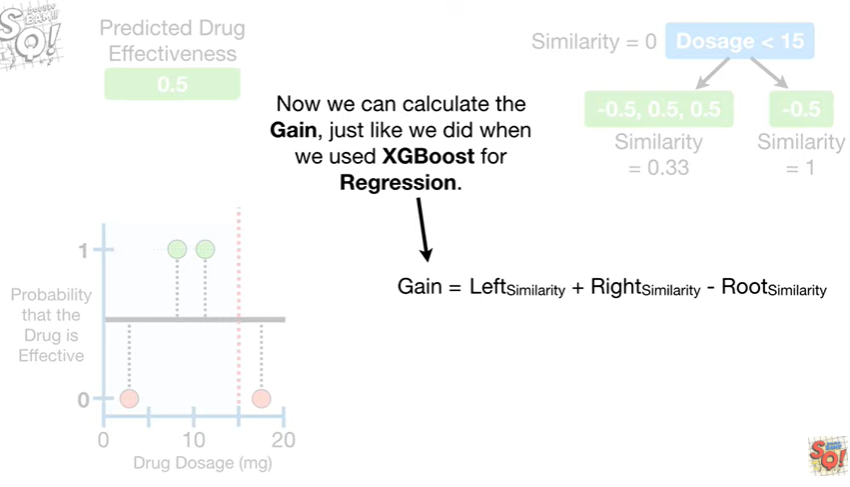 Predicted Drug
Effectiveness
0.5
Similarity = 0
Dosage < 15
-0.5, 0.5, 0.5
-0.5
Similarity
= 0.33
Similarity
= 1
Now we can calculate the
Gain, just like we did when
we used XGBoost for
Regression.
Gain = LeftSimilarity + RightSimilarity - RootSimilarity
1
Probability
that the
Drug is
Effective
0
0
10
20
Drug Dosage (mg)